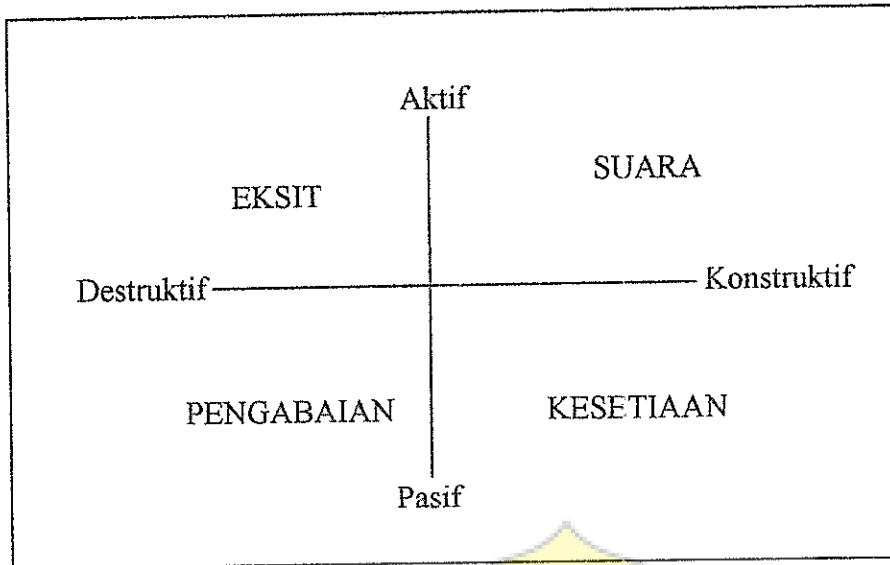 Aktif
SUARA
EKSIT
Destruktif
Konstruktif
PENGABAIAN
KESETIAAN
Pasif